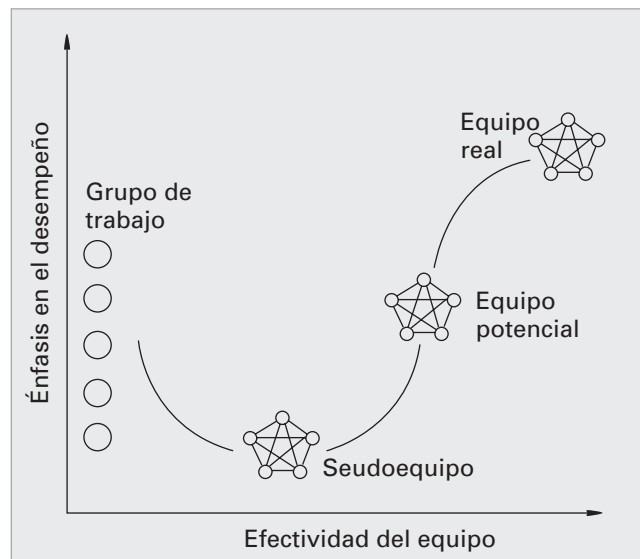 Énfasis en el desempeño
Equipo
real
Grupo de
trabajo
Equipo
potencial
Seudoequipo
Efectividad del equipo